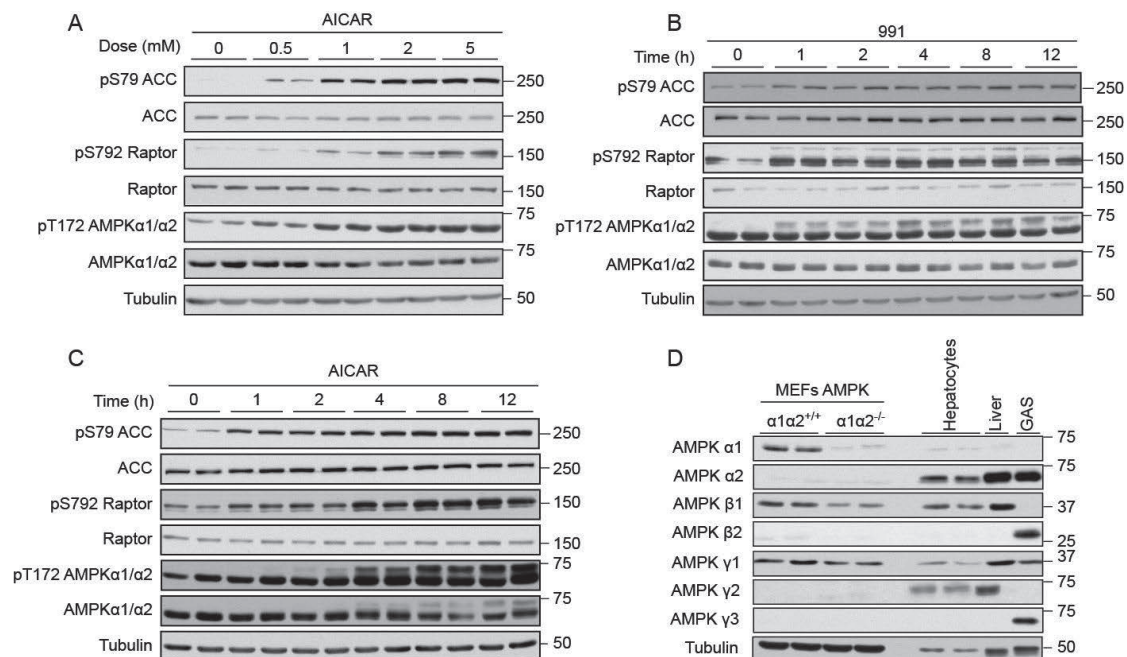 A
AICAR
Dose (mM) 0 0.5 1 2 5
pS79 ACC 250
ACC 250
pS792 Raptor 150
Raptor 150
pT172 AMPKα1/α2 75
AMPKα1/α2 75
Tubulin 50
B
991
Time (h) 0 1 2 4 8 12
pS79 ACC 250
ACC 250
pS792 Raptor 150
Raptor 150
pT172 AMPKα1/α2 75
AMPKα1/α2 75
Tubulin 50
C
AICAR
Time (h) 0 1 2 4 8 12
pS79 ACC 250
ACC 250
pS792 Raptor 150
Raptor 150
pT172 AMPKα1/α2 75
AMPKα1/α2 75
Tubulin 50
D
MEFs AMPK
α1α2+/+ α1α2-/-
Hepatocytes
Liver
GAS
AMPK α1 75
AMPK α2 75
AMPK β1 37
AMPK β2 25
AMPK γ1 37
AMPK γ2 75
AMPK γ3 75
Tubulin 50